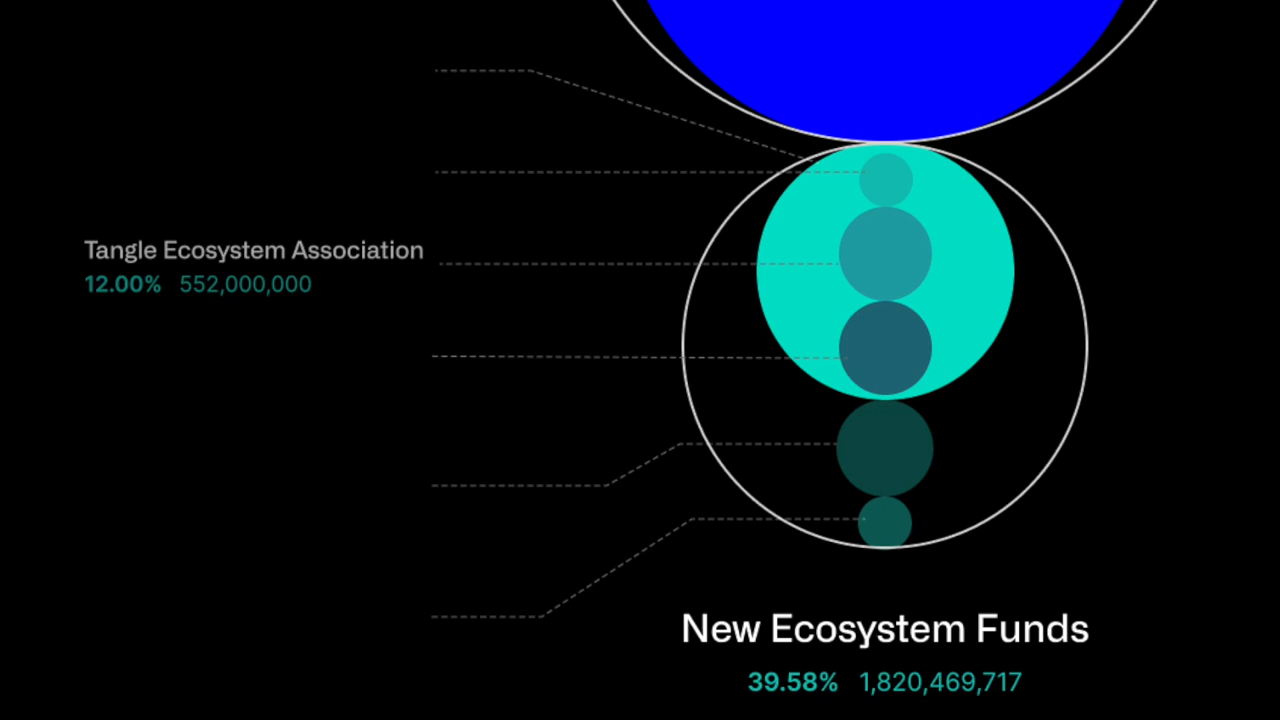 Tangle Ecosystem Association
12.00% 552,000,000
New Ecosystem Funds
39.58% 1,820,469,717